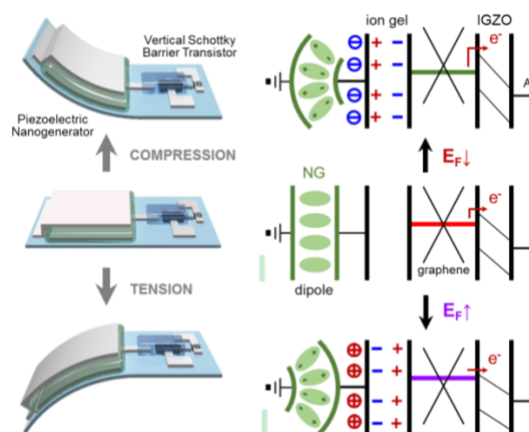 Vertical Schottky
Barrier Transistor
Piezoelectric
Nanogenerator
COMPRESSION
TENSION
ion gel
IGZO
⊖ + −
⊖ + −
⊖ + −
⊖ + −
e⁻
A
E_F↓
NG
e⁻
dipole
graphene
E_F↑
⊕ − +
⊕ − +
⊕ − +
⊕ − +
e⁻